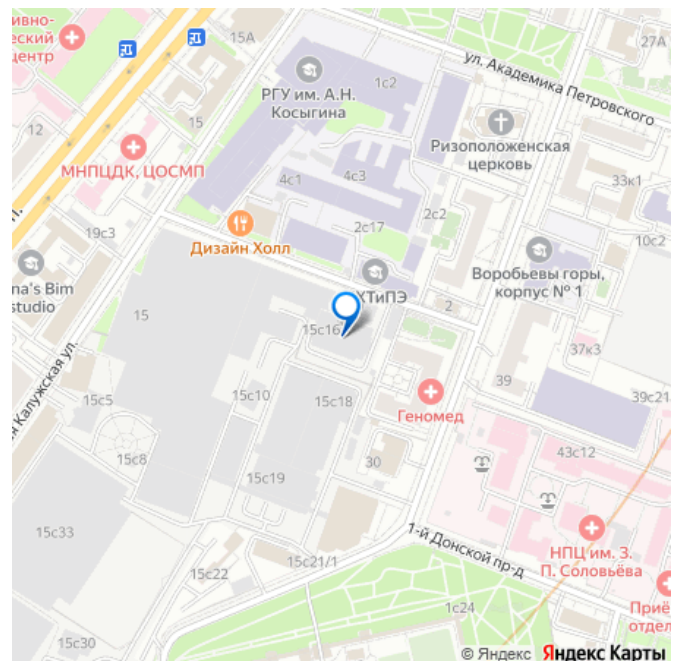 ивно-
еский
центр
15А
27А
1с2
ул. Академика Петровского
РГУ им. А.Н.
Косыгина
12
15
МНПЦДК, ЦОСМП
Ризоположенская
церковь
4с1
4с3
33к1
2с2
2с17
19с3
Дизайн Холл
10с2
na's Bim
studio
ХТиПЭ
Воробьевы горы,
корпус № 1
2
15
15с16
37к3
39
39с21
я Калужская ул.
15с5
15с10
15с18
Геномед
43с12
15с8
30
15с19
15с33
1-й Донской пр-д
НПЦ им. З.
П. Соловьёва
15с21/1
15с22
1с24
Приё
отдел
15с30
© Яндекс Яндекс Карты